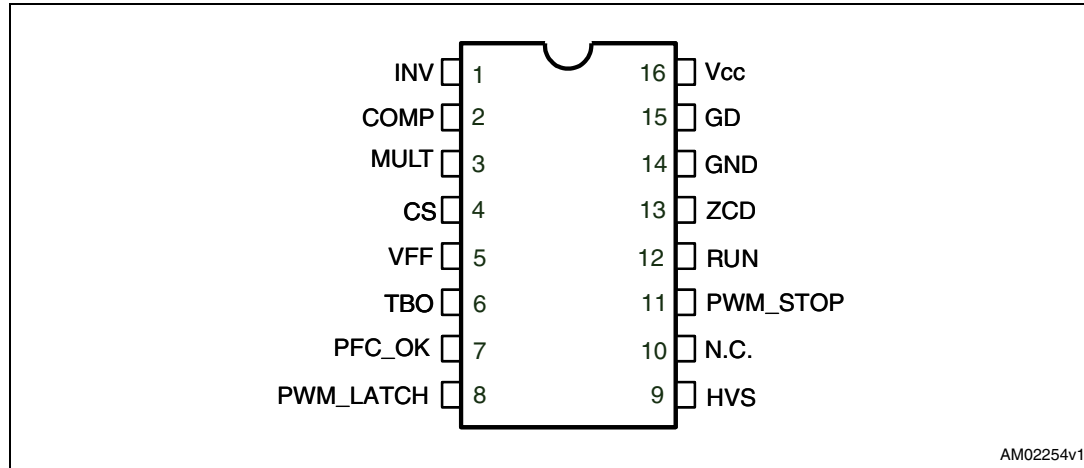 INV 1 16 Vcc
COMP 2 15 GD
MULT 3 14 GND
CS 4 13 ZCD
VFF 5 12 RUN
TBO 6 11 PWM_STOP
PFC_OK 7 10 N.C.
PWM_LATCH 8 9 HVS
AM02254v1